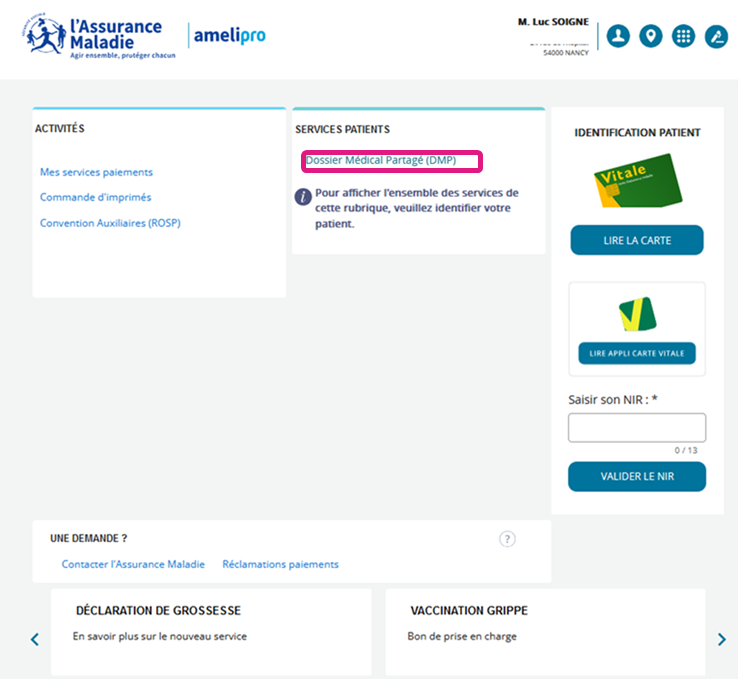 l'Assurance
Maladie
Agir ensemble, protéger chacun
amelipro
M. Luc SOIGNE
54000 NANCY
ACTIVITÉS
Mes services paiements
Commande d'imprimés
Convention Auxiliaires (ROSP)
SERVICES PATIENTS
Dossier Médical Partagé (DMP)
Pour afficher l'ensemble des services de
cette rubrique, veuillez identifier votre
patient.
IDENTIFICATION PATIENT
Vitale
LIRE LA CARTE
LIRE APPLI CARTE VITALE
Saisir son NIR : *
0 / 13
VALIDER LE NIR
UNE DEMANDE ?
?
Contacter l'Assurance Maladie
Réclamations paiements
DÉCLARATION DE GROSSESSE
En savoir plus sur le nouveau service
VACCINATION GRIPPE
Bon de prise en charge